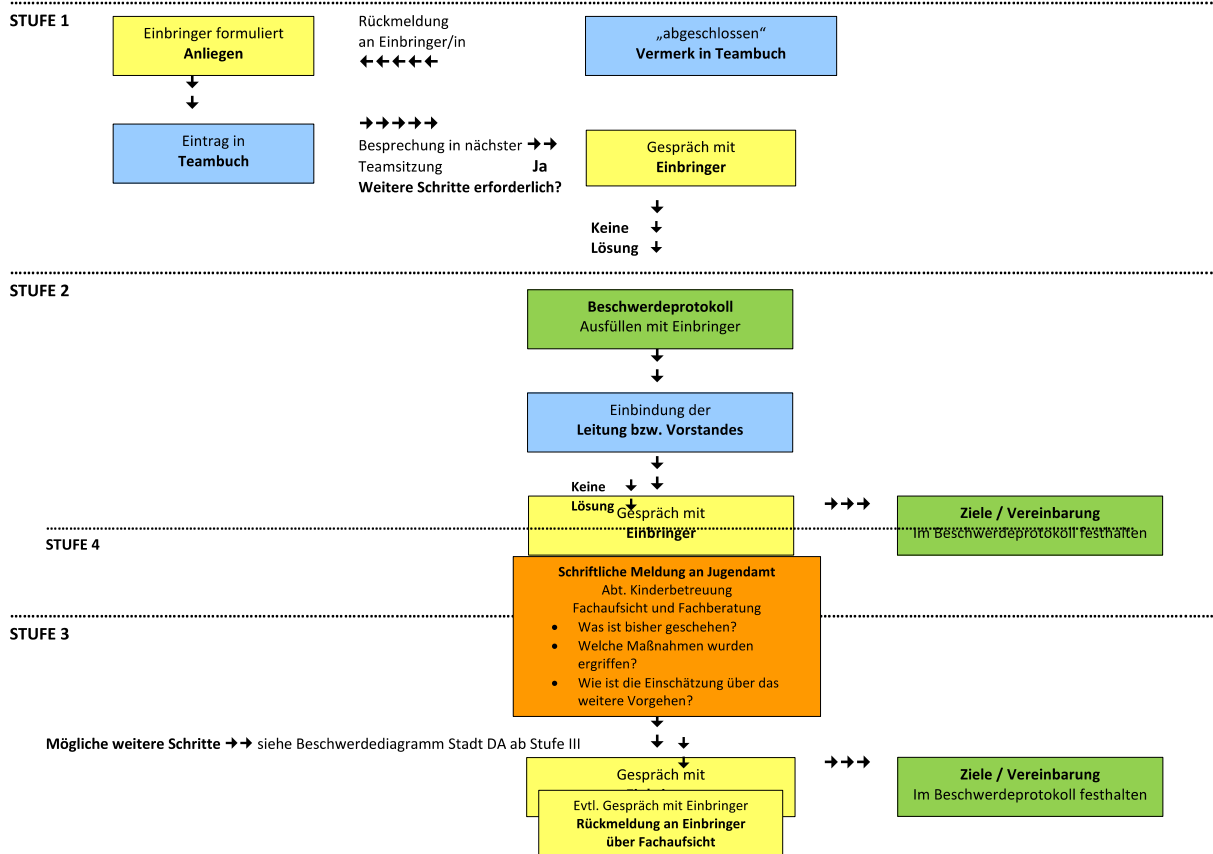 STUFE 1
Einbringer formuliert
Anliegen
Rückmeldung
an Einbringer/in
„abgeschlossen“
Vermerk in Teambuch
Eintrag in
Teambuch
Besprechung in nächster
Teamsitzung Ja
Weitere Schritte erforderlich?
Gespräch mit
Einbringer
Keine
Lösung
STUFE 2
Beschwerdeprotokoll
Ausfüllen mit Einbringer
Einbindung der
Leitung bzw. Vorstandes
Keine
Lösung
Gespräch mit
Einbringer
Ziele / Vereinbarung
Im Beschwerdeprotokoll festhalten
STUFE 4
Schriftliche Meldung an Jugendamt
Abt. Kinderbetreuung
Fachaufsicht und Fachberatung
• Was ist bisher geschehen?
• Welche Maßnahmen wurden
ergriffen?
• Wie ist die Einschätzung über das
weitere Vorgehen?
STUFE 3
Mögliche weitere Schritte → → siehe Beschwerdediagramm Stadt DA ab Stufe III
Gespräch mit
Ziele / Vereinbarung
Im Beschwerdeprotokoll festhalten
Evtl. Gespräch mit Einbringer
Rückmeldung an Einbringer
über Fachaufsicht